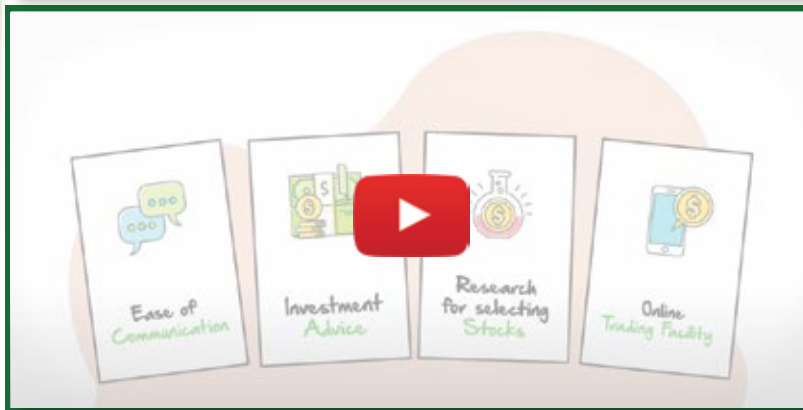 Ease of
Communication
Investment
Advice
Research
for selecting
Stocks
Online
Trading Facility